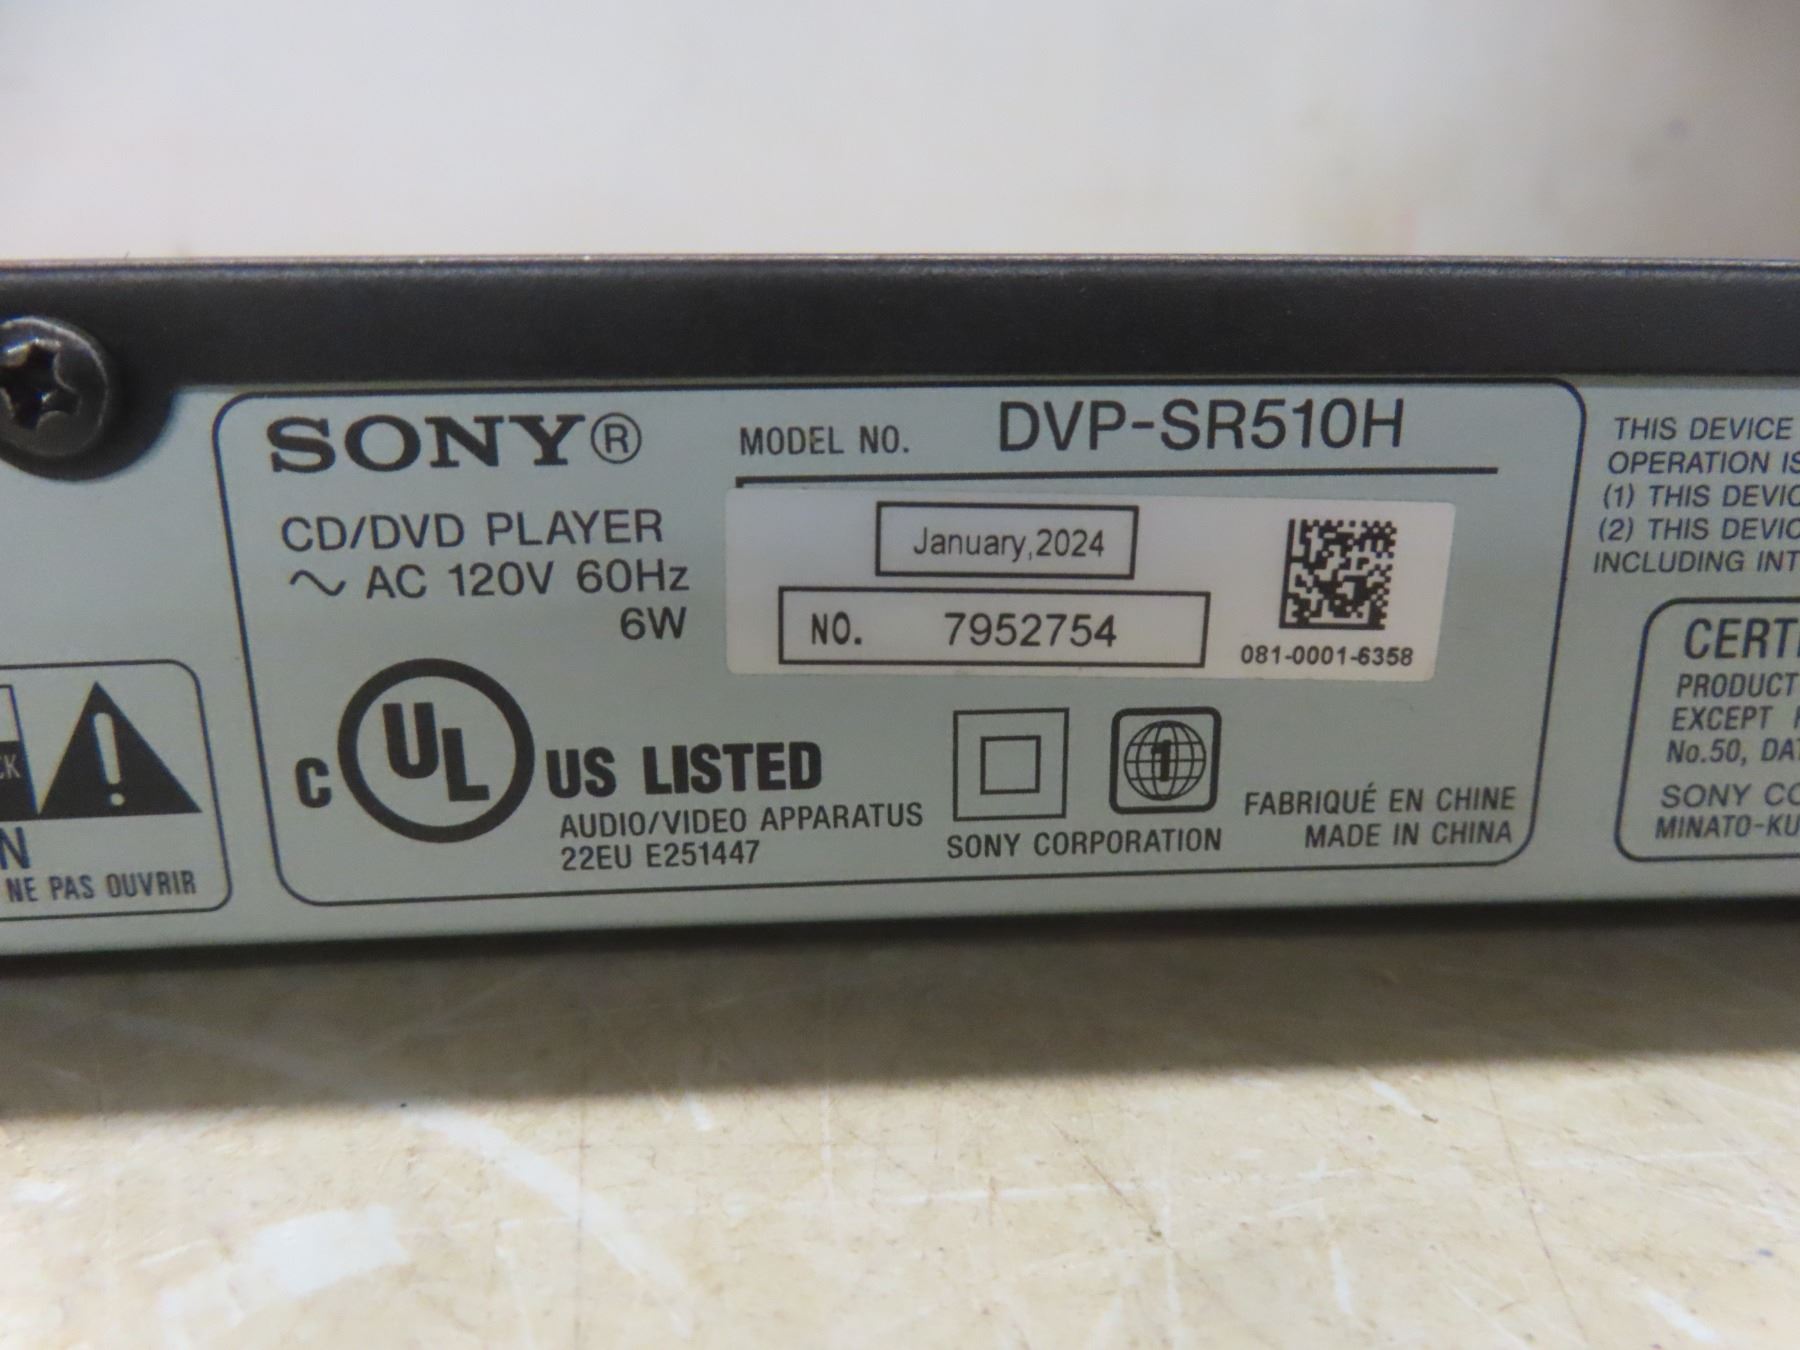 SONY®
MODEL NO. DVP-SR510H
CD/DVD PLAYER
~ AC 120V 60Hz
6W
January,2024
NO. 7952754
081-0001-6358
C UL US LISTED
AUDIO/VIDEO APPARATUS
22EU E251447
1
SONY CORPORATION
FABRIQUÉ EN CHINE
MADE IN CHINA
NE PAS OUVRIR
THIS DEVICE
OPERATION IS
(1) THIS DEVIC
(2) THIS DEVIC
INCLUDING INT
CERTI
PRODUCT
EXCEPT
No.50, DA
SONY CO
MINATO-KU